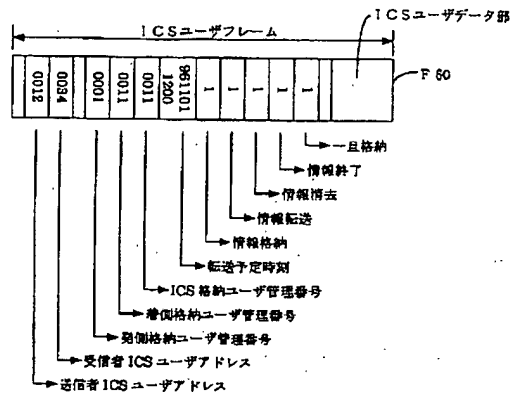 ICSユーザデータ部
ICSユーザフレーム
F 60
0012
0034
0001
0011
0011
961101
1200
1
1
1
1
1
一旦格納
情報終了
情報消去
情報転送
情報格納
転送予定時刻
ICS格納ユーザ管理番号
着側格納ユーザ管理番号
発側格納ユーザ管理番号
受信者ICSユーザアドレス
送信者ICSユーザアドレス